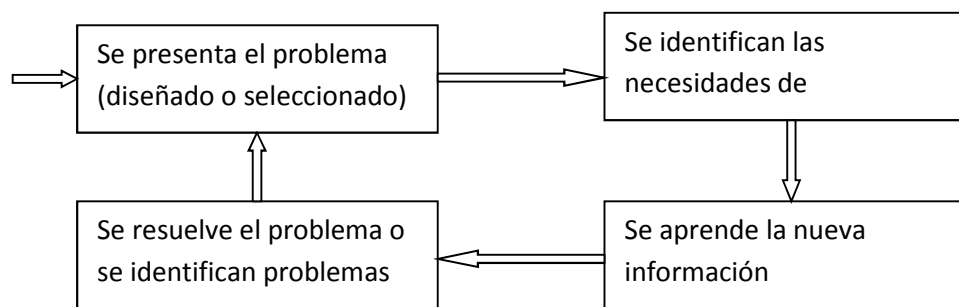 Se presenta el problema
(diseñado o seleccionado)
Se identifican las
necesidades de
Se aprende la nueva
información
Se resuelve el problema o
se identifican problemas